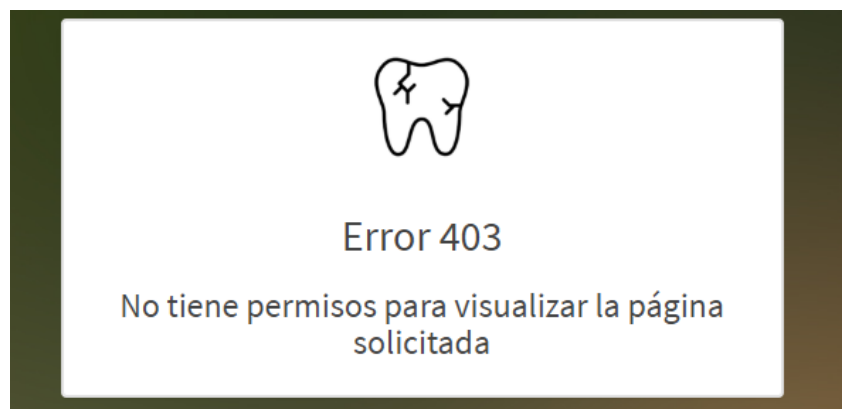 Error 403
No tiene permisos para visualizar la página
solicitada